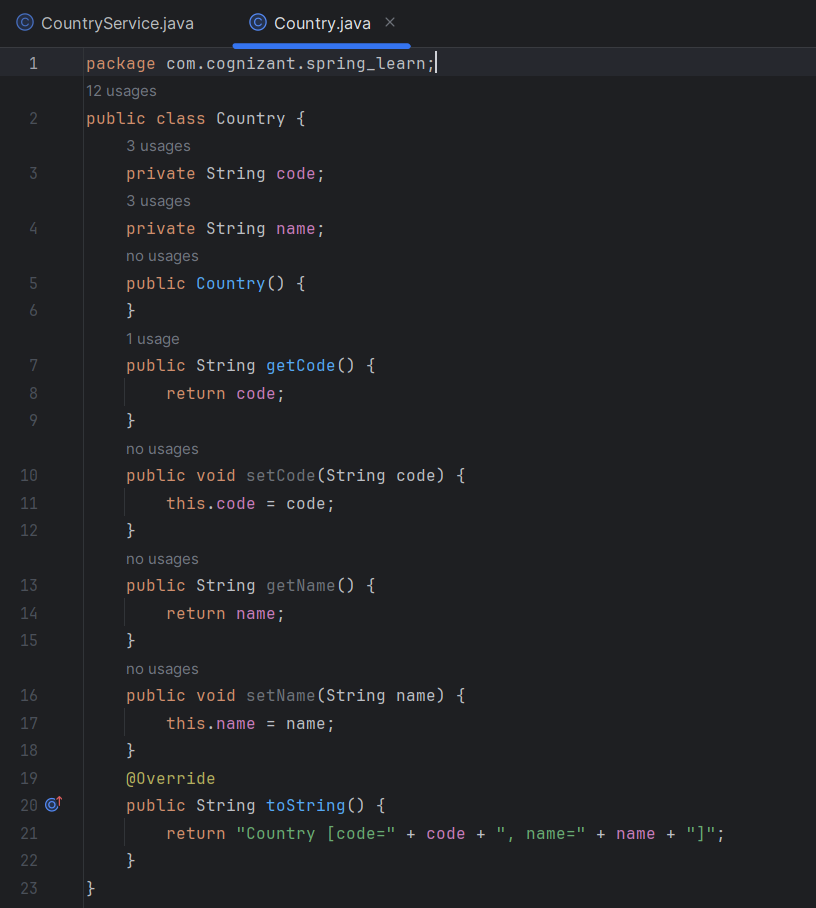 CountryService.java
Country.java
1 package com.cognizant.spring_learn;
12 usages
2 public class Country {
3 usages
3 private String code;
3 usages
4 private String name;
no usages
5 public Country() {
6 }
1 usage
7 public String getCode() {
8 return code;
9 }
no usages
10 public void setCode(String code) {
11 this.code = code;
12 }
no usages
13 public String getName() {
14 return name;
15 }
no usages
16 public void setName(String name) {
17 this.name = name;
18 }
19 @Override
20 public String toString() {
21 return "Country [code=" + code + ", name=" + name + "]";
22 }
23 }